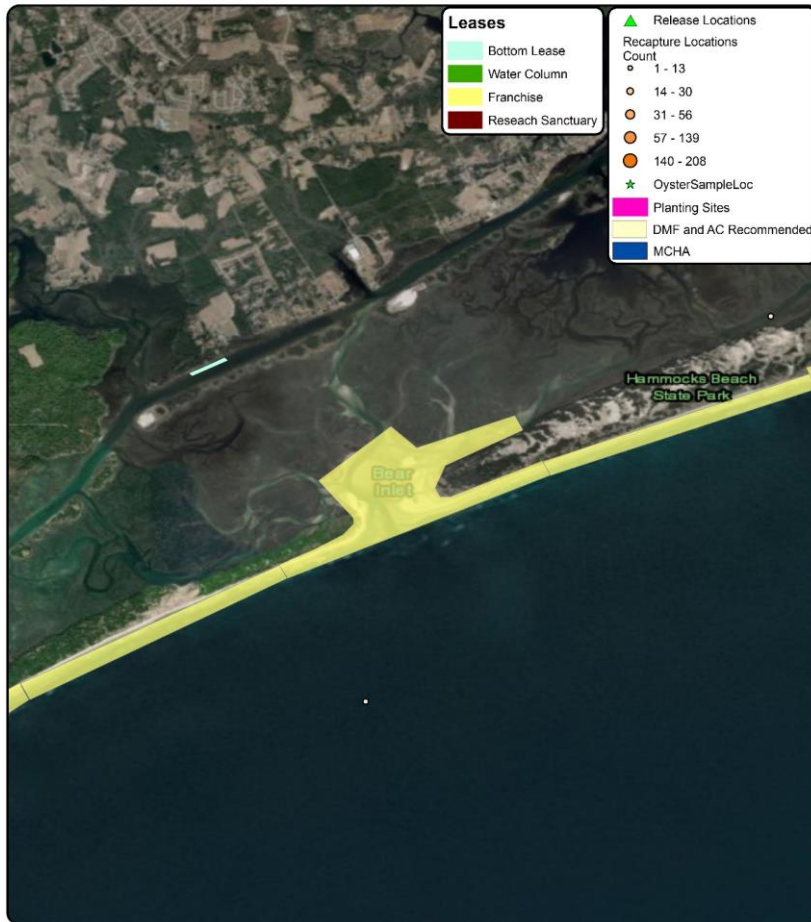 Leases
Bottom Lease
Water Column
Franchise
Reseach Sanctuary
Release Locations
Recapture Locations
Count
1 - 13
14 - 30
31 - 56
57 - 139
140 - 208
OysterSampleLoc
Planting Sites
DMF and AC Recommended
MCHA
Hammocks Beach
State Park
Bear
Inlet